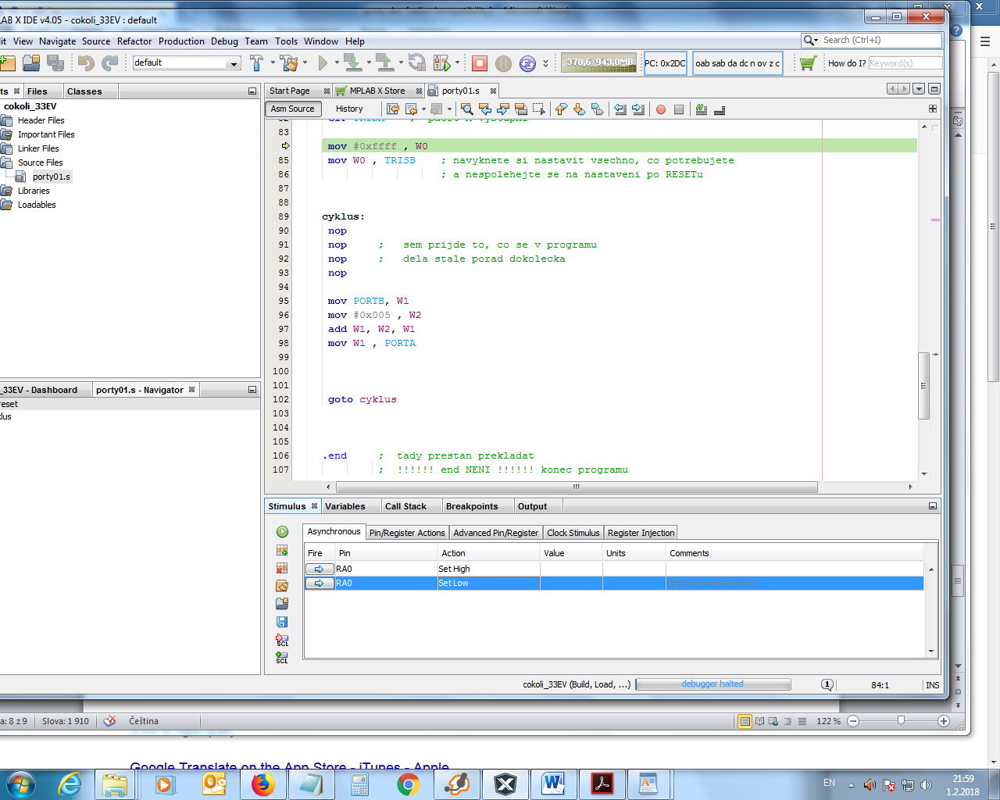 LAB X IDE v4.05 - cokoli_33EV : default
it View Navigate Source Refactor Production Debug Team Tools Window Help
Search (Ctrl+I)
default
378,6/943,0MB
PC: 0x2DC
oab sab da dc n ov z c
How do I?
Keyword(s)
ts Files Classes
cokoli_33EV
Header Files
Important Files
Linker Files
Source Files
porty01.s
Libraries
Loadables
_33EV - Dashboard
porty01.s - Navigator
reset
lus
Start Page MPLAB X Store porty01.s
Asm Source History
83
mov #0xffff , W0
85 mov W0 , TRISB ; navyknete si nastavit vsechno, co potrebujete
86 ; a nespolehejte se na nastaveni po RESETu
87
88
89 cyklus:
90 nop
91 nop ; sem prijde to, co se v programu
92 nop ; dela stale porad dokolecka
93 nop
94
95 mov PORTB, W1
96 mov #0x005 , W2
97 add W1, W2, W1
98 mov W1 , PORTA
99
100
101
102 goto cyklus
103
104
105
106 .end ; tady prestan prekladat
107 ; !!!!!! end NENI !!!!!! konec programu
Stimulus Variables Call Stack Breakpoints Output
Asynchronous Pin/Register Actions Advanced Pin/Register Clock Stimulus Register Injection
Fire Pin Action Value Units Comments
RA0 Set High
RA0 Set Low Optional comment here.
SCL
SCL
cokoli_33EV (Build, Load, ...) debugger halted 1 84:1 INS
a: 8 z 9 Slova: 1 910 Čeština 122 %
Google Translate on the App Store - iTunes - Apple
EN
21:59
1.2.2018